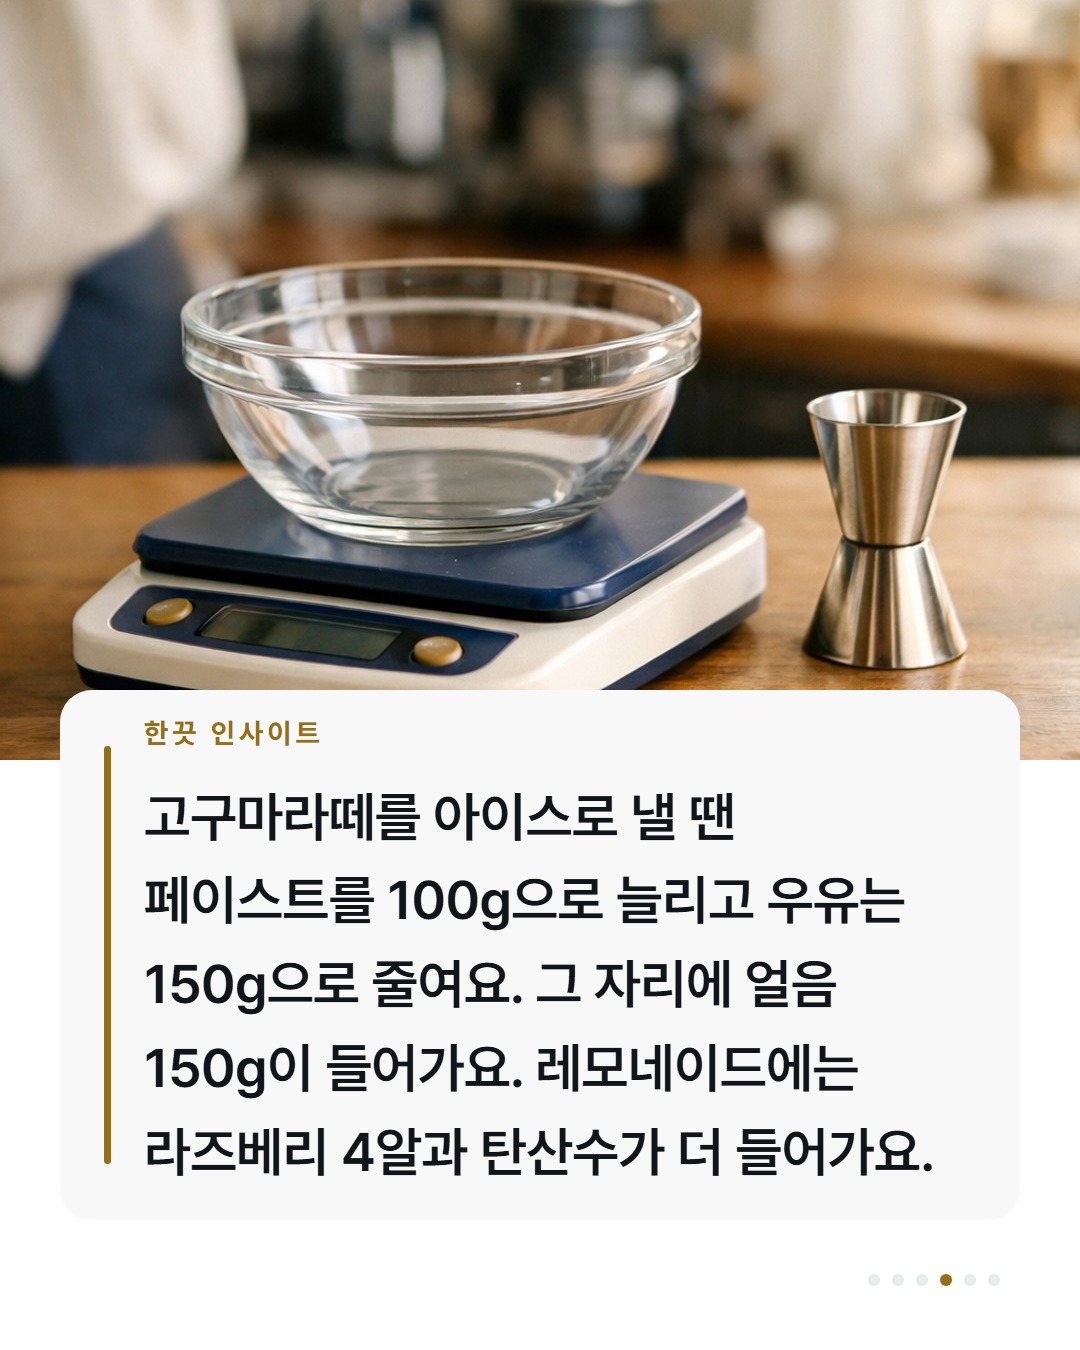 한끗 인사이트
고구마라떼를 아이스로 낼 땐
페이스트를 100g으로 늘리고 우유는
150g으로 줄여요. 그 자리에 얼음
150g이 들어가요. 레모네이드에는
라즈베리 4알과 탄산수가 더 들어가요.